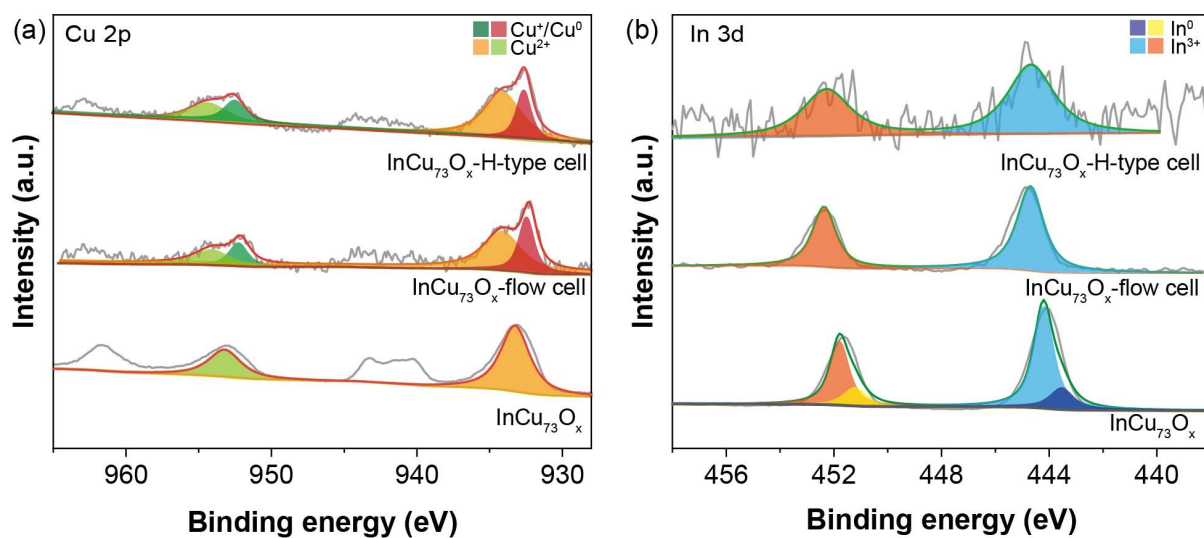 (a) Cu 2p
Cu⁺/Cu⁰
Cu²⁺
InCu₇₃Oₓ-H-type cell
InCu₇₃Oₓ-flow cell
InCu₇₃Oₓ
Intensity (a.u.)
960 950 940 930
Binding energy (eV)
(b) In 3d
In⁰
In³⁺
InCu₇₃Oₓ-H-type cell
InCu₇₃Oₓ-flow cell
InCu₇₃Oₓ
Intensity (a.u.)
456 452 448 444 440
Binding energy (eV)